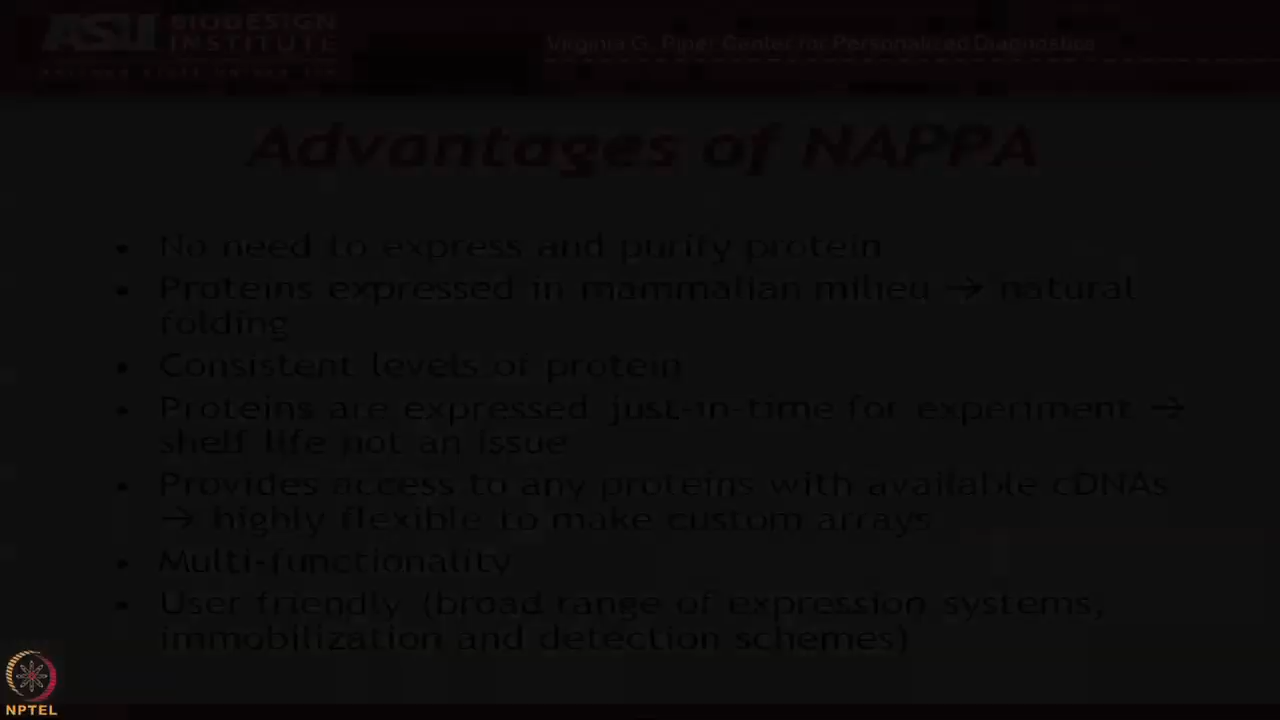 ASU BIODESIGN
INSTITUTE
ARIZONA STATE UNIVERSITY
Virginia G. Piper Center for Personalized Diagnostics
Advantages of NAPPA
• No need to express and purify protein
• Proteins expressed in mammalian milieu → natural
folding
• Consistent levels of protein
• Proteins are expressed just-in-time for experiment →
shelf life not an issue
• Provides access to any proteins with available cDNAs
→ highly flexible to make custom arrays
• Multi-functionality
• User friendly (broad range of expression systems,
immobilization and detection schemes)
NPTEL